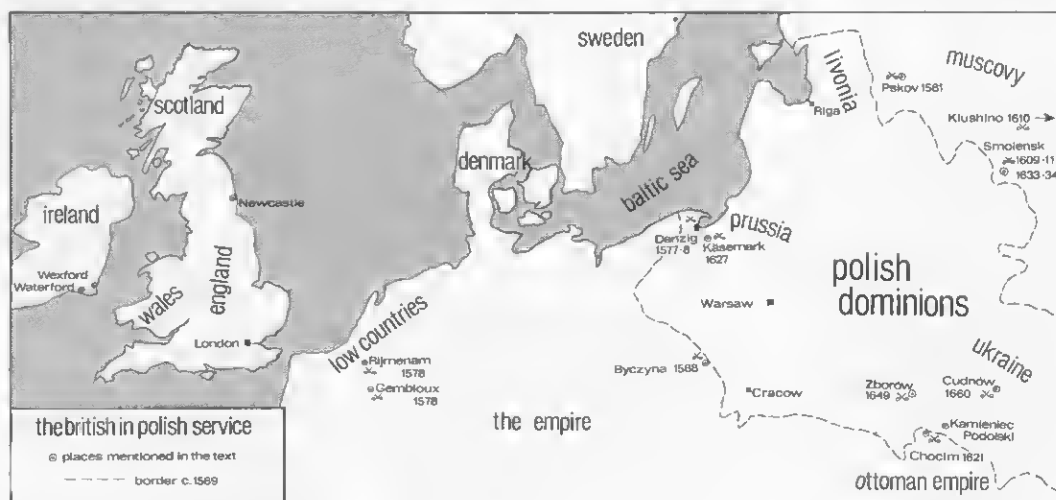 sweden
livonia
muscovy
Pskov 1581
Riga
Klushino 1610
scotland
Smolensk
1609-11
1633-34
denmark
baltic sea
ireland
Newcastle
prussia
Danzig
1577-8
Käsemark
1627
polish
dominions
Wexford
Waterford
wales
england
Warsaw
London
low countries
Rijmenam
1578
Gembloux
1578
Byczyna 1588
Cracow
ukraine
Zborów
1649
Cudnów
1660
the empire
Kamieniec
Podolski
Chocim 1621
ottoman empire
the british in polish service
places mentioned in the text
border c.1569